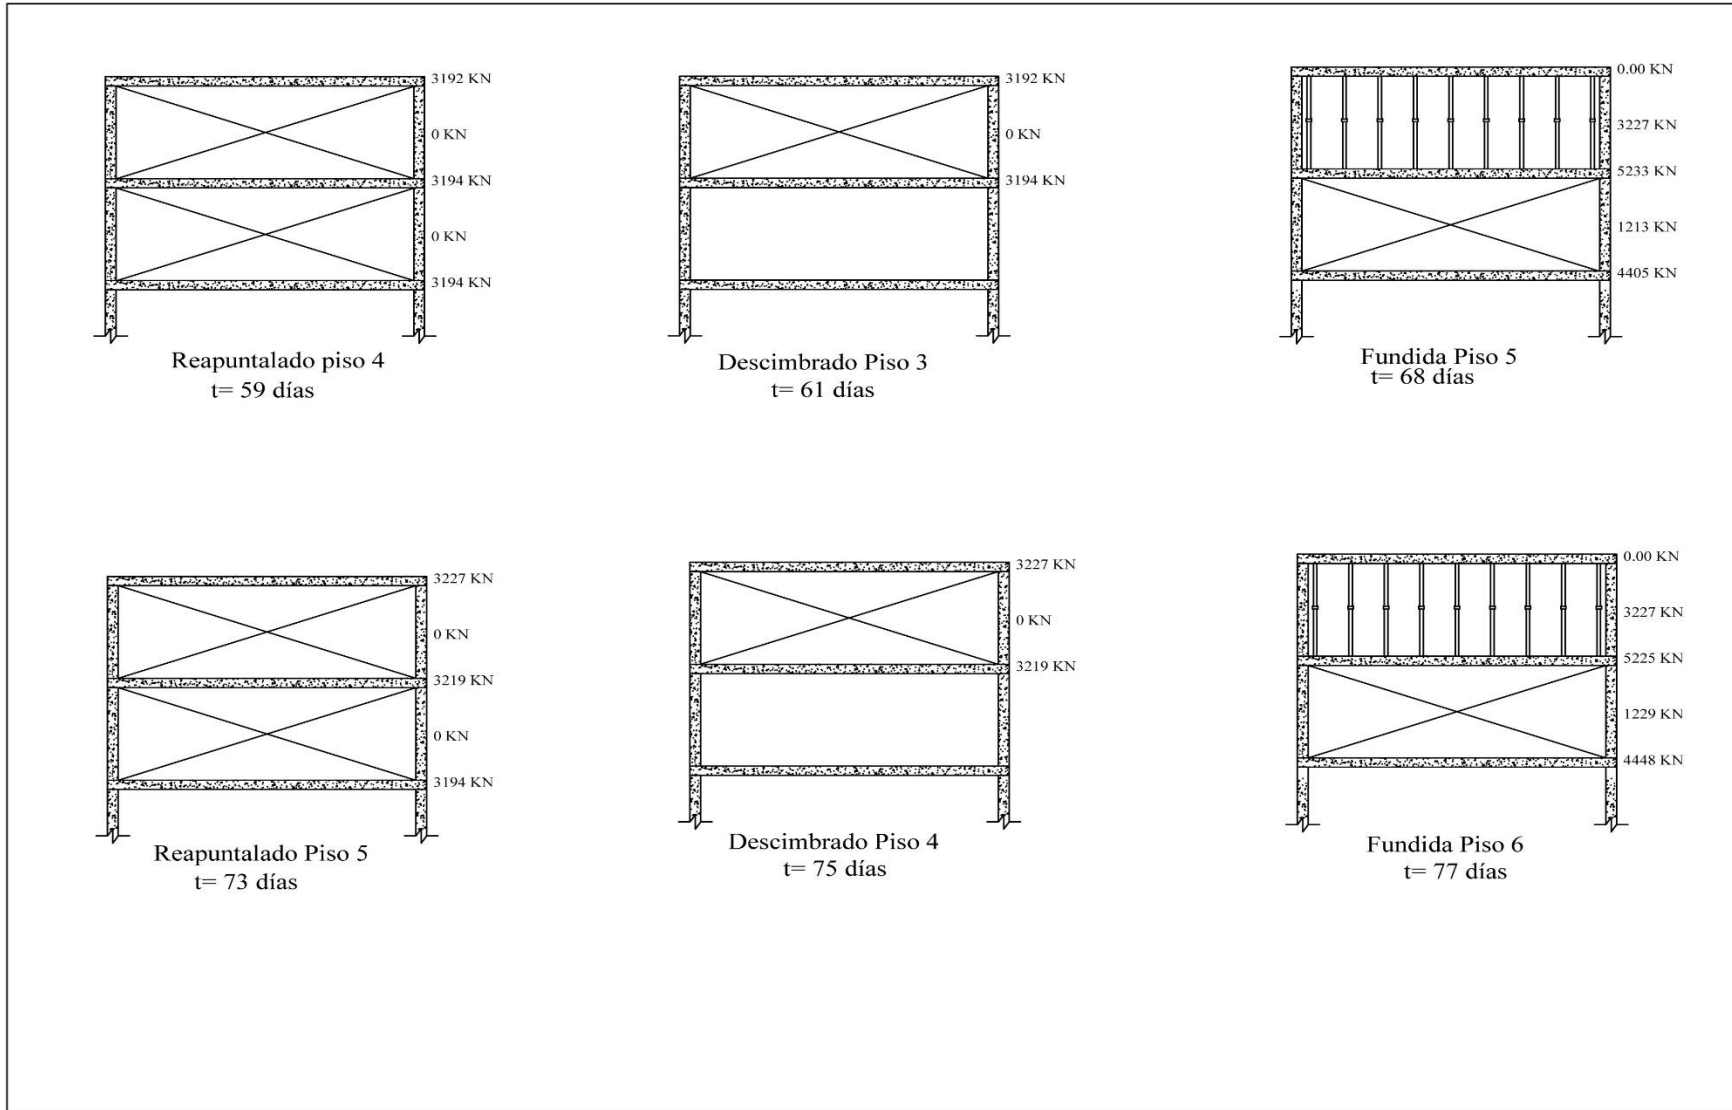 3192 KN
0 KN
3194 KN
0 KN
3194 KN
Reapuntalado piso 4
t= 59 días
3192 KN
0 KN
3194 KN
Descimbrado Piso 3
t= 61 días
0.00 KN
3227 KN
5233 KN
1213 KN
4405 KN
Fundida Piso 5
t= 68 días
3227 KN
0 KN
3219 KN
0 KN
3194 KN
Reapuntalado Piso 5
t= 73 días
3227 KN
0 KN
3219 KN
Descimbrado Piso 4
t= 75 días
0.00 KN
3227 KN
5225 KN
1229 KN
4448 KN
Fundida Piso 6
t= 77 días